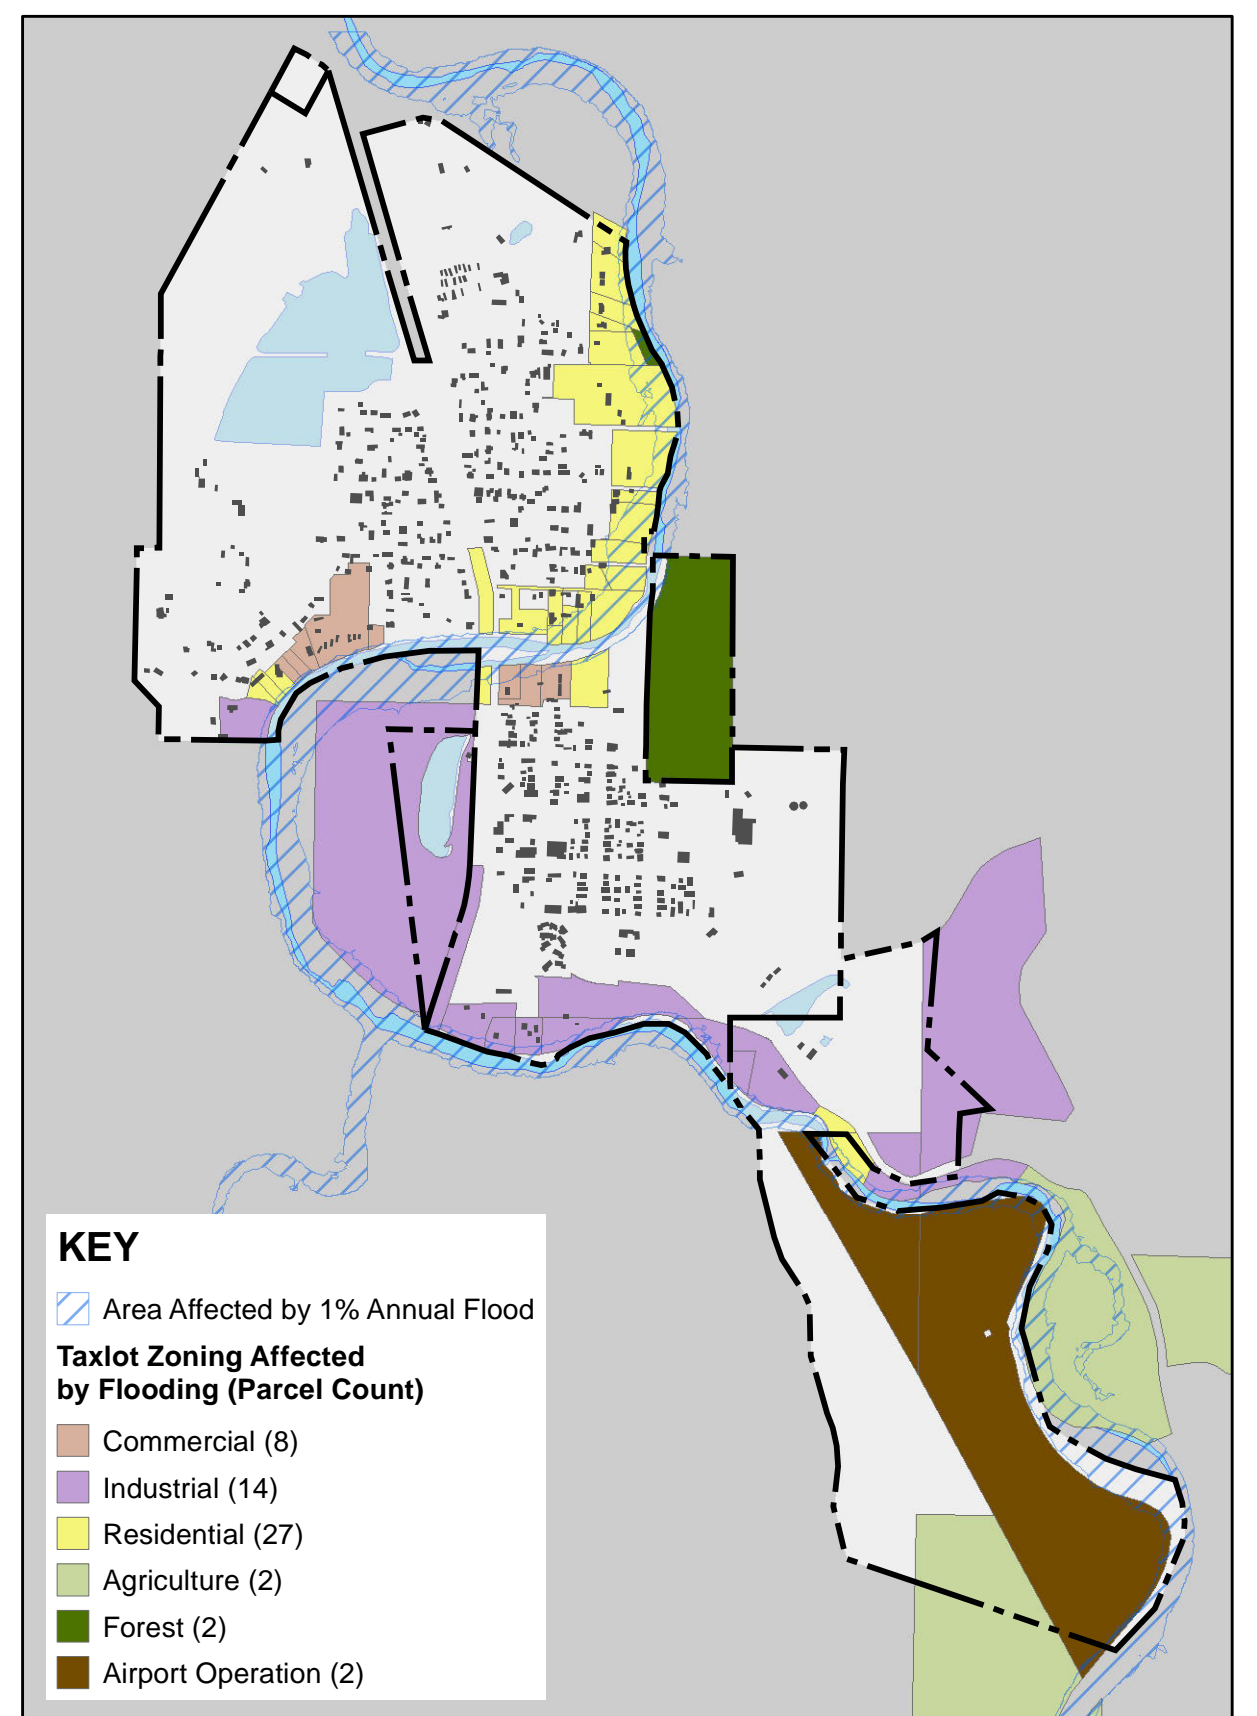 KEY
Area Affected by 1% Annual Flood
Taxlot Zoning Affected
by Flooding (Parcel Count)
Commercial (8)
Industrial (14)
Residential (27)
Agriculture (2)
Forest (2)
Airport Operation (2)